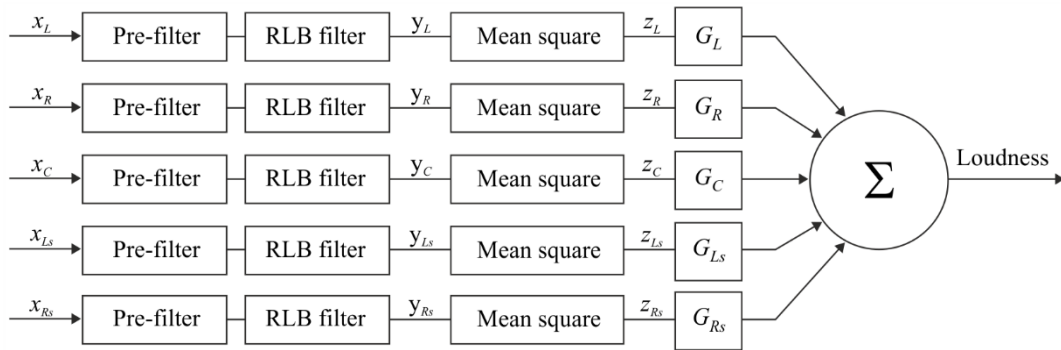 x_L Pre-filter RLB filter y_L Mean square z_L G_L
x_R Pre-filter RLB filter y_R Mean square z_R G_R
x_C Pre-filter RLB filter y_C Mean square z_C G_C Σ Loudness
x_Ls Pre-filter RLB filter y_Ls Mean square z_Ls G_Ls
x_Rs Pre-filter RLB filter y_Rs Mean square z_Rs G_Rs